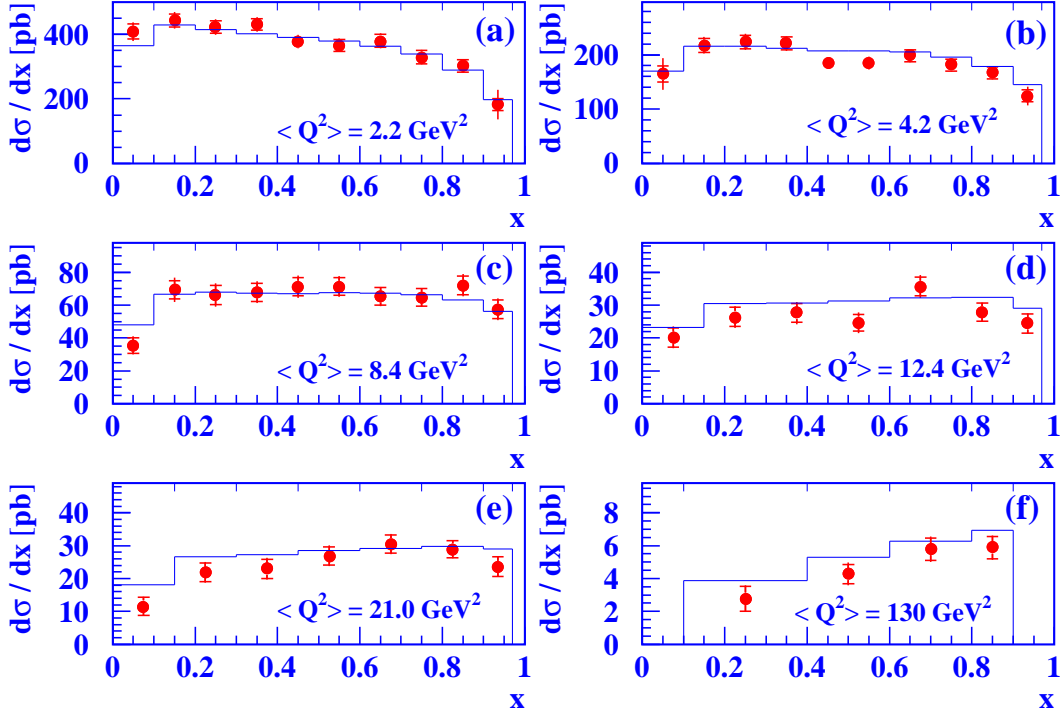 dσ / dx [pb]
400
200
0
(a)
< Q²> = 2.2 GeV²
0 0.2 0.4 0.6 0.8 1
x
dσ / dx [pb]
200
100
0
(b)
< Q²> = 4.2 GeV²
0 0.2 0.4 0.6 0.8 1
x
dσ / dx [pb]
80
60
40
20
0
(c)
< Q²> = 8.4 GeV²
0 0.2 0.4 0.6 0.8 1
x
dσ / dx [pb]
40
30
20
10
0
(d)
< Q²> = 12.4 GeV²
0 0.2 0.4 0.6 0.8 1
x
dσ / dx [pb]
40
30
20
10
0
(e)
< Q²> = 21.0 GeV²
0 0.2 0.4 0.6 0.8 1
x
dσ / dx [pb]
8
6
4
2
0
(f)
< Q²> = 130 GeV²
0 0.2 0.4 0.6 0.8 1
x